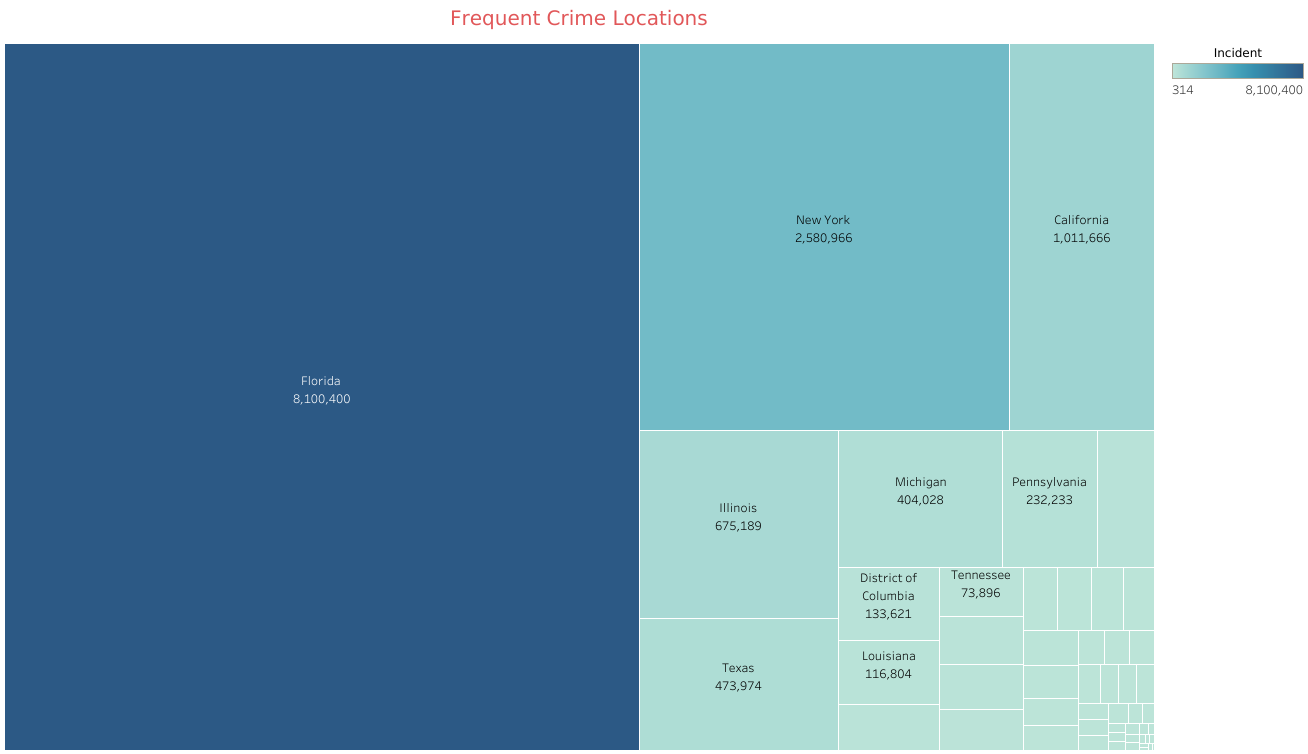 Frequent Crime Locations
Incident
314 8,100,400
New York
2,580,966
California
1,011,666
Florida
8,100,400
Illinois
675,189
Michigan
404,028
Pennsylvania
232,233
District of
Columbia
133,621
Tennessee
73,896
Texas
473,974
Louisiana
116,804